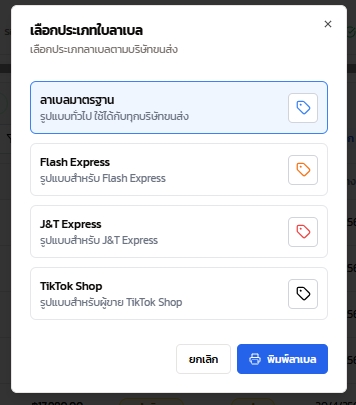 เลือกประเภทใบลาเบล
เลือกประเภทลาเบลตามบริษัทขนส่ง
ลาเบลมาตรฐาน
รูปแบบทั่วไป ใช้ได้กับทุกบริษัทขนส่ง
Flash Express
รูปแบบสำหรับ Flash Express
J&T Express
รูปแบบสำหรับ J&T Express
TikTok Shop
รูปแบบสำหรับผู้ขาย TikTok Shop
ยกเลิก
พิมพ์ลาเบล